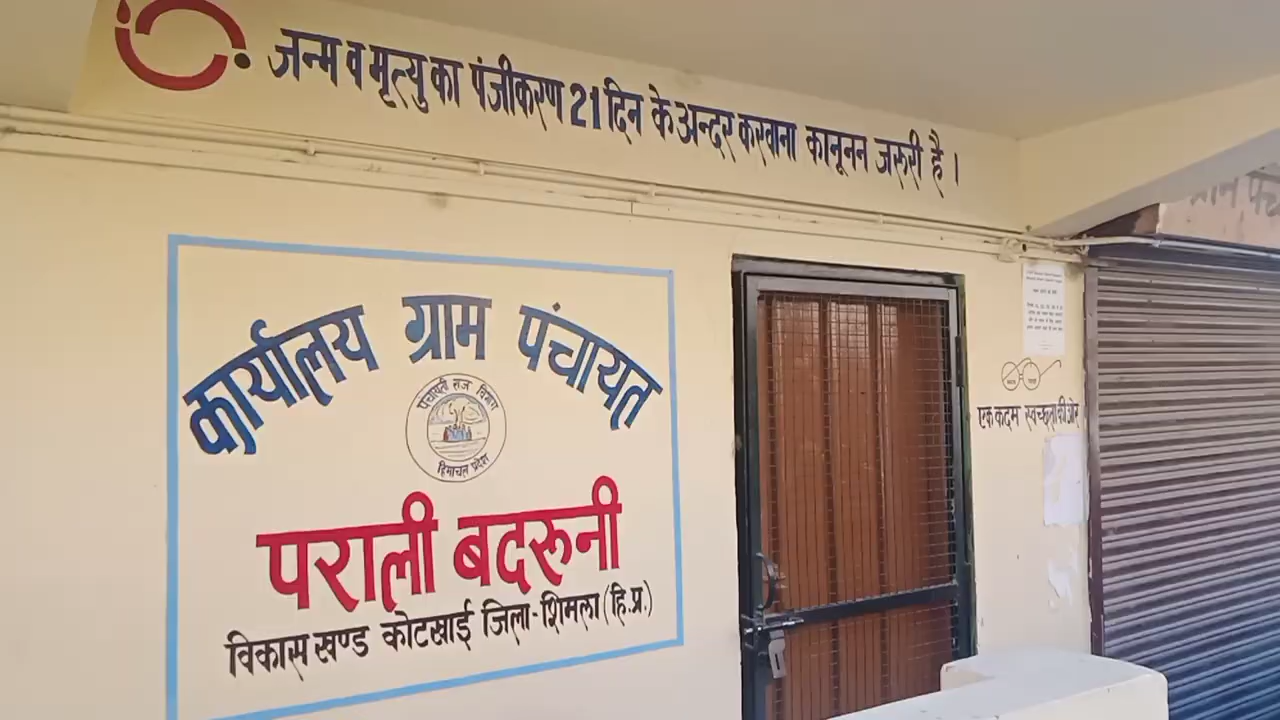 जन्म व मृत्यु का पंजीकरण 21 दिन के अन्दर करवाना कानूनन जरुरी है ।
कार्यालय ग्राम पंचायत
पंचायती राज विभाग
हिमाचल प्रदेश
पराली बदरूनी
विकास खण्ड कोटखाई जिला-शिमला (हि.प्र.)
एक कदम स्वच्छता की ओर